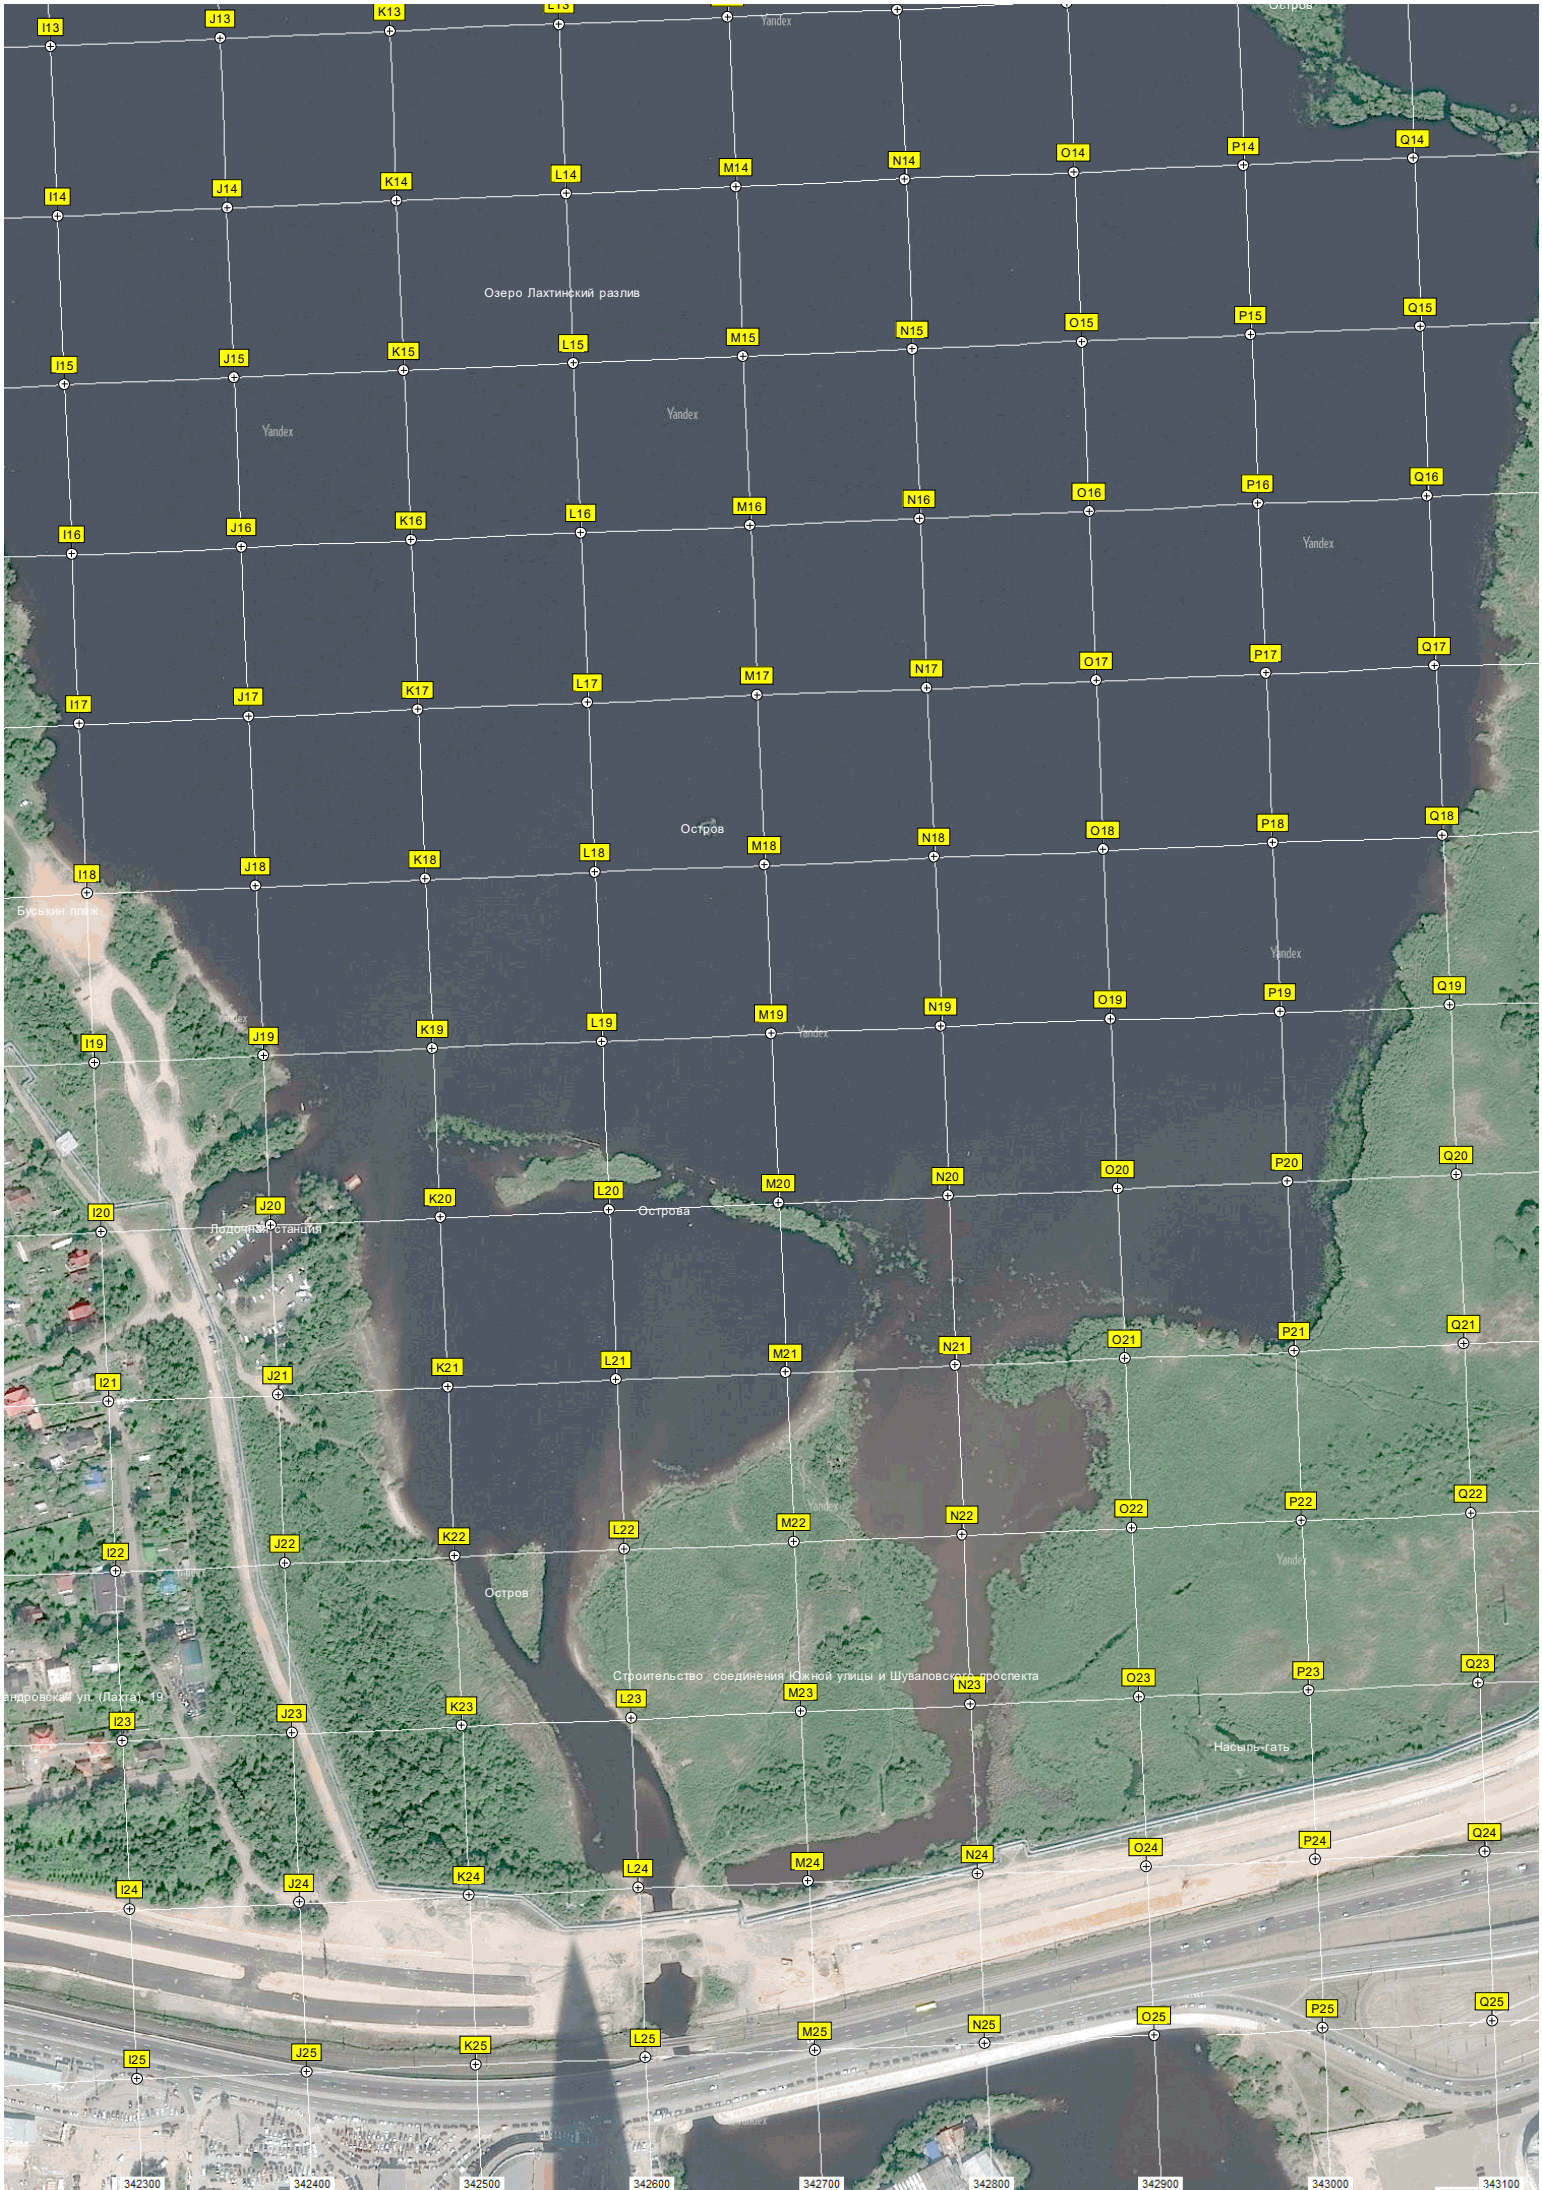 Остров
I13 J13 K13 L13
Yandex
I14 J14 K14 L14 M14 N14 O14 P14 Q14
Озеро Лахтинский разлив
I15 J15 K15 L15 M15 N15 O15 P15 Q15
Yandex Yandex
I16 J16 K16 L16 M16 N16 O16 P16 Q16
Yandex
I17 J17 K17 L17 M17 N17 O17 P17 Q17
Остров
I18 J18 K18 L18 M18 N18 O18 P18 Q18
Буськин пляж
Yandex
Yandex Yandex
I19 J19 K19 L19 M19 N19 O19 P19 Q19
I20 J20 K20 L20 M20 N20 O20 P20 Q20
Острова
Лодочная станция
I21 J21 K21 L21 M21 N21 O21 P21 Q21
Yandex
I22 J22 K22 L22 M22 N22 O22 P22 Q22
Yandex Yandex
Остров
Строительство соединения Южной улицы и Шуваловского проспекта
андровская ул. (Лахта), 19
I23 J23 K23 L23 M23 N23 O23 P23 Q23
Насыпь-гать
I24 J24 K24 L24 M24 N24 O24 P24 Q24
I25 J25 K25 L25 M25 N25 O25 P25 Q25
Yandex
342300 342400 342500 342600 342700 342800 342900 343000 343100